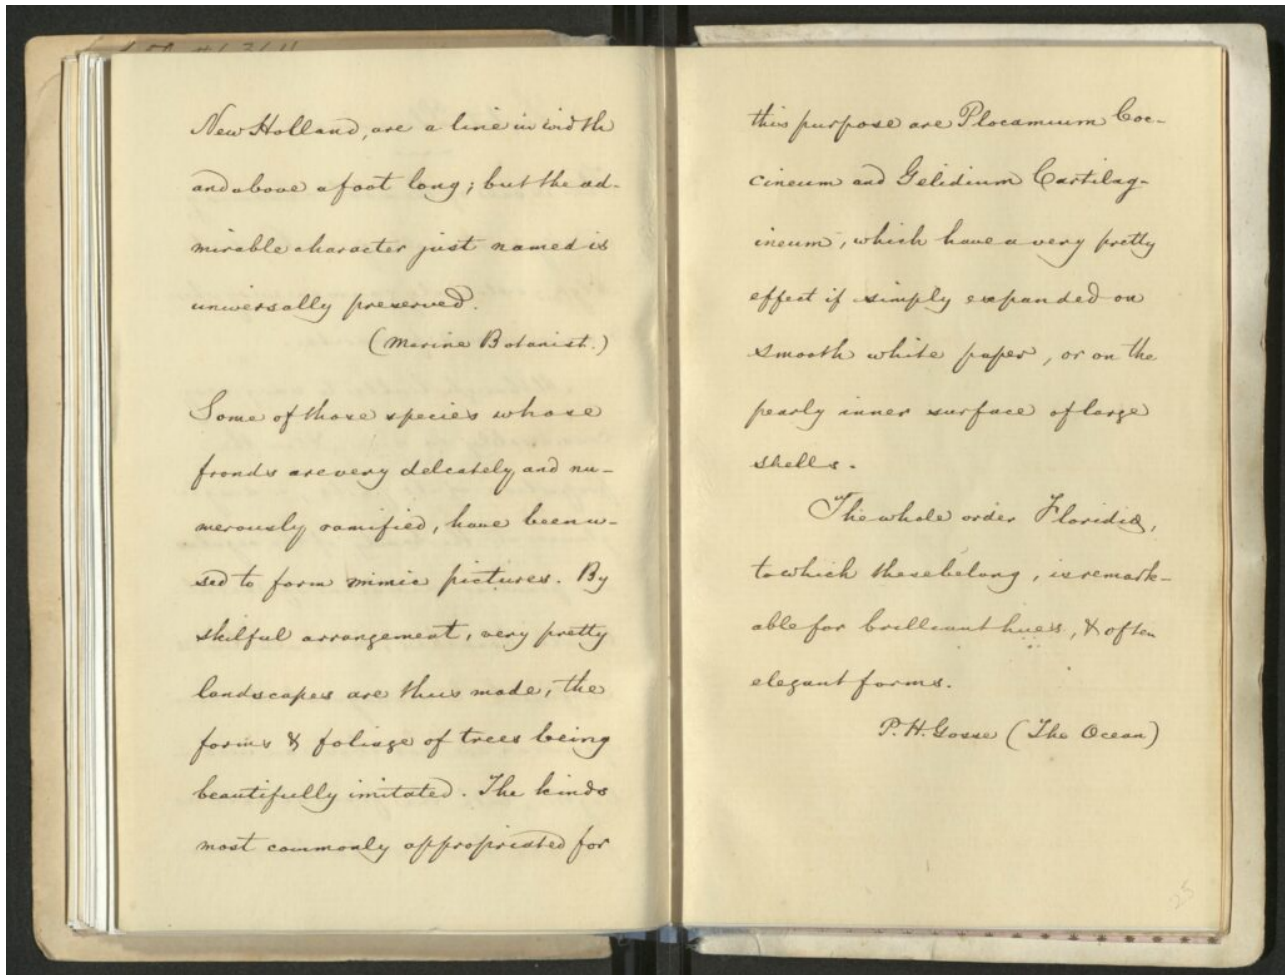 New Holland, are a line in width
and above a foot long; but the ad-
mirable character just named is
universally preserved.
(Marine Botanist.)
Some of those species whose
fronds are very delicately and nu-
merously ramified, have been u-
sed to form mimic pictures. By
skilful arrangement, very pretty
landscapes are thus made, the
forms & foliage of trees being
beautifully imitated. The kinds
most commonly appropriated for
this purpose are Plocamium Coc-
cineum and Gelidium Cartilag-
ineum, which have a very pretty
effect if simply expanded on
smooth white paper, or on the
pearly inner surface of large
shells.
The whole order Florideæ,
to which these belong, is remark-
able for brilliant hues, & often
elegant forms.
P. H. Gosse (The Ocean)
25